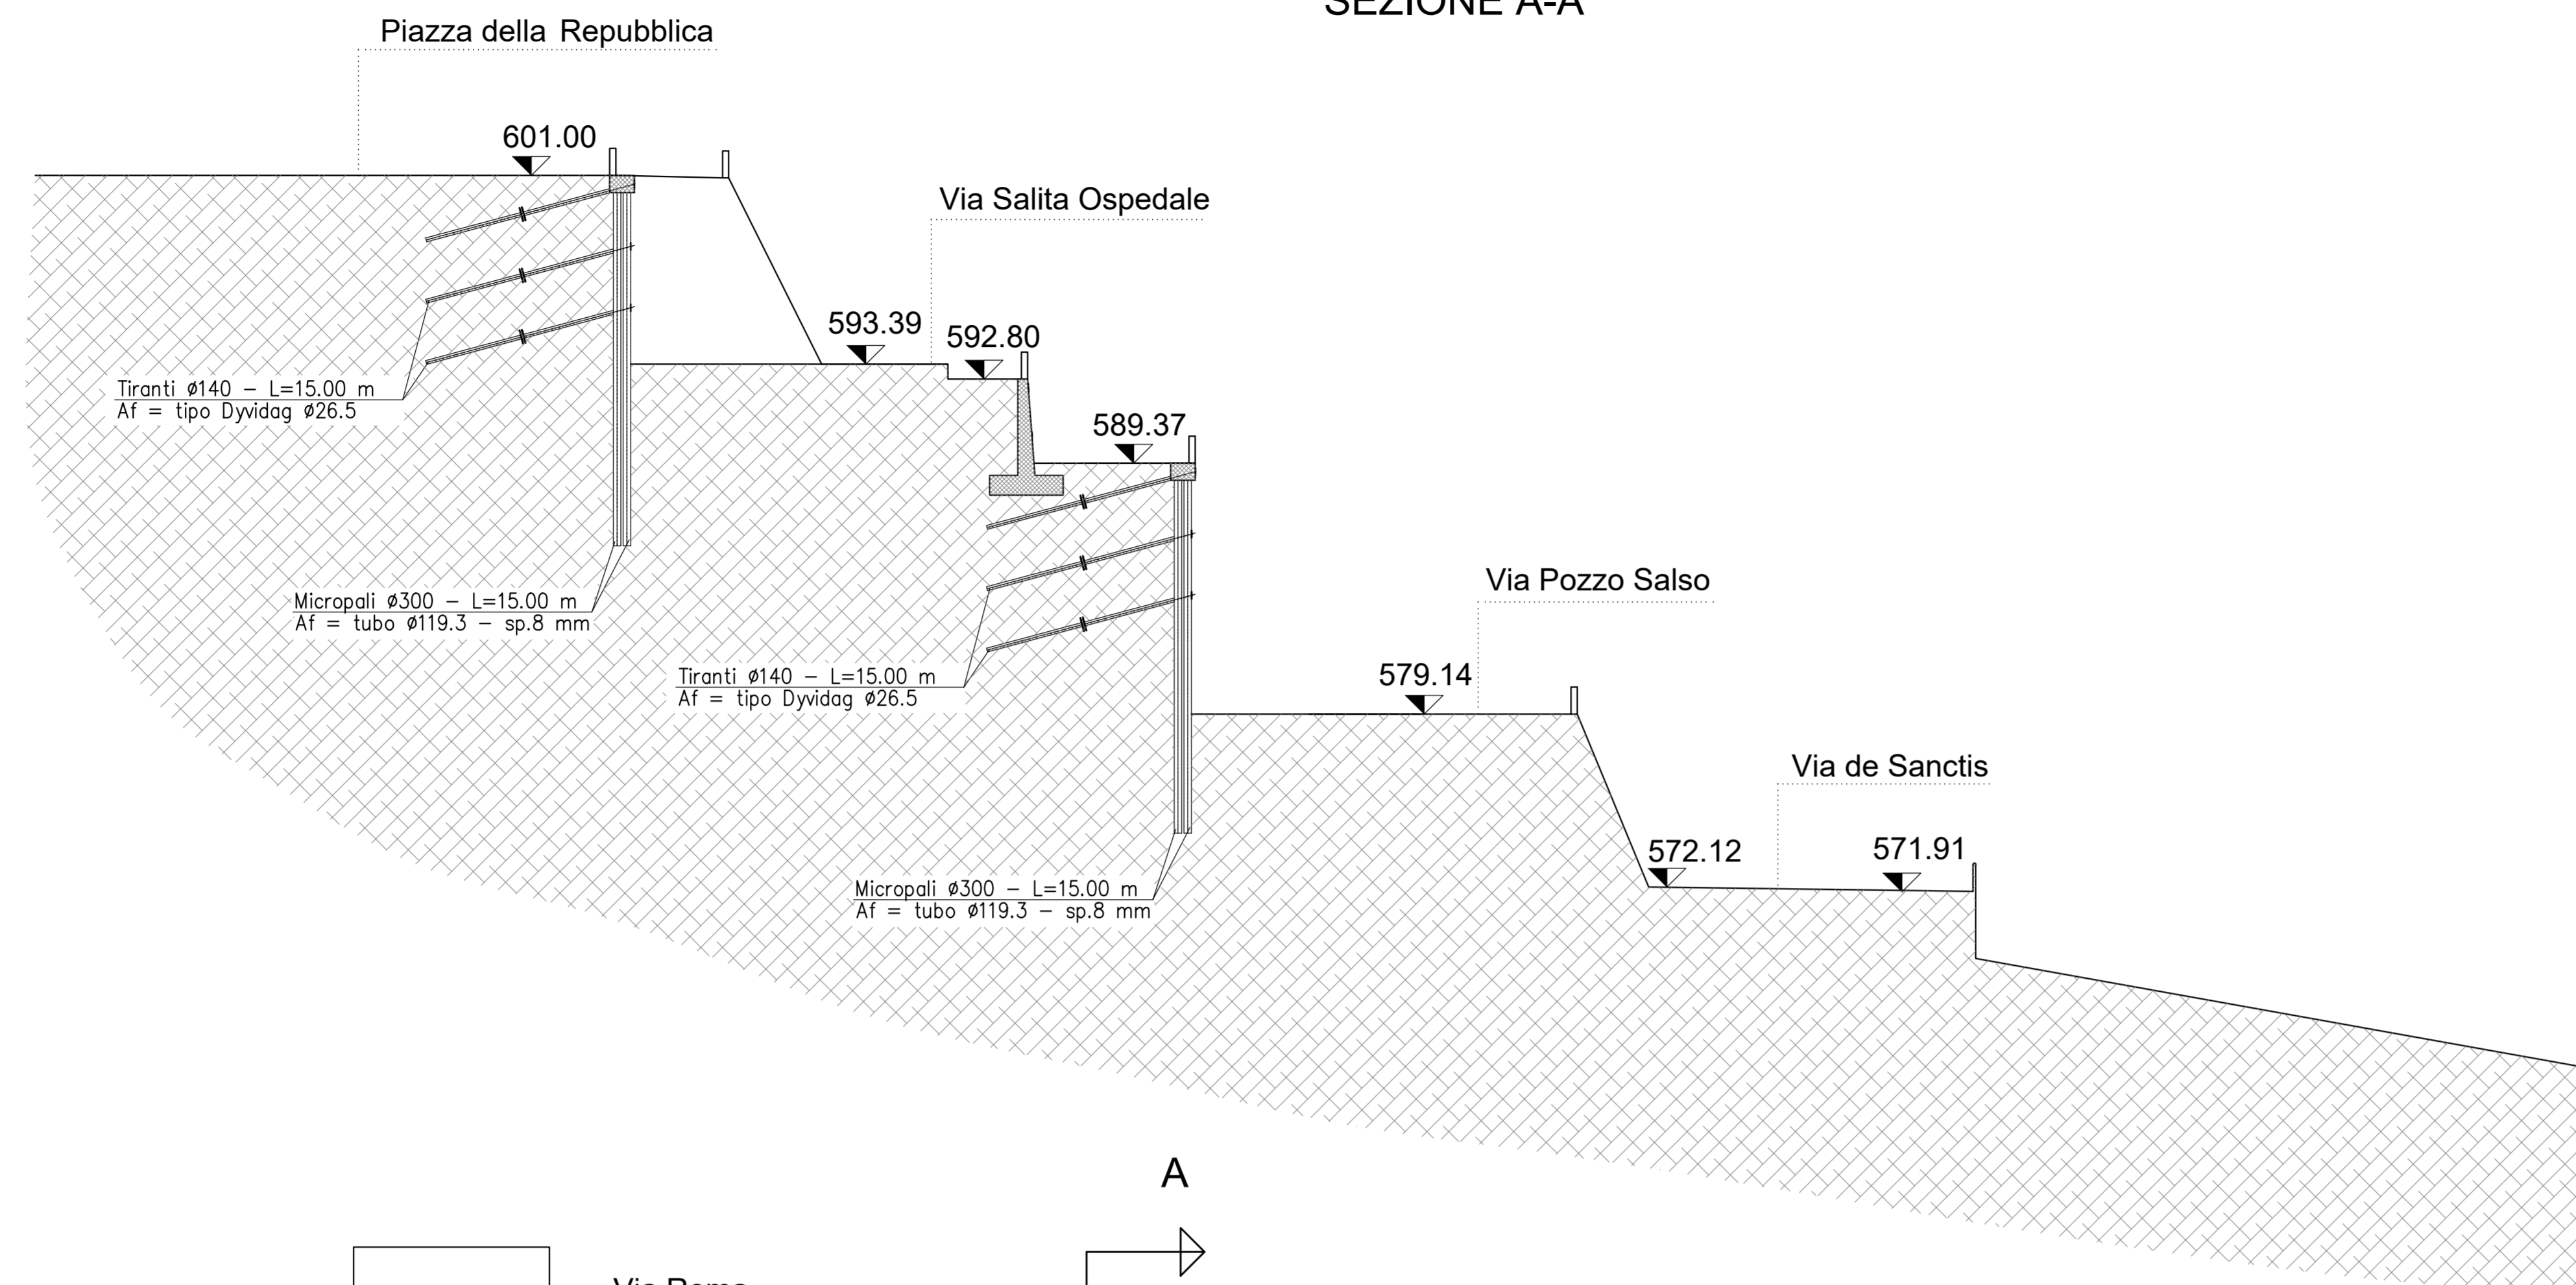 SEZIONE A-A
Piazza della Repubblica
601.00
Via Salita Ospedale
593.39
592.80
589.37
Tiranti ø140 – L=15.00 m
Af = tipo Dyvidag ø26.5
Micropali ø300 – L=15.00 m
Af = tubo ø119.3 – sp.8 mm
Via Pozzo Salso
Tiranti ø140 – L=15.00 m
Af = tipo Dyvidag ø26.5
579.14
Via de Sanctis
572.12
571.91
Micropali ø300 – L=15.00 m
Af = tubo ø119.3 – sp.8 mm
A
Via Roma